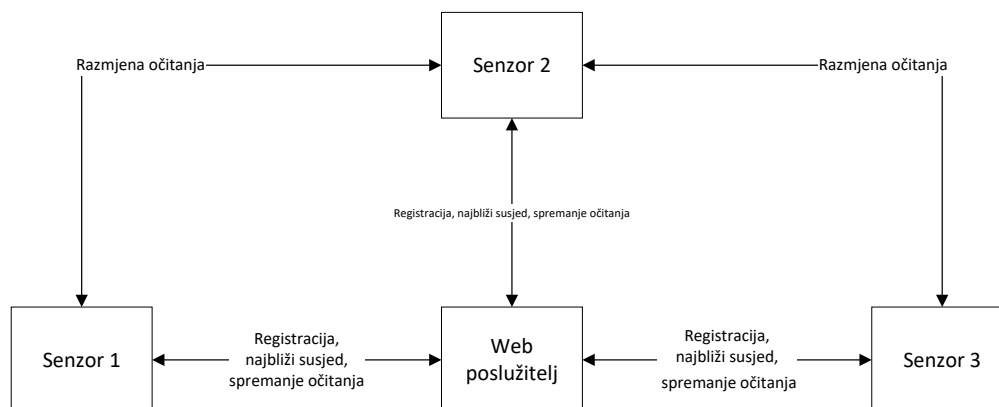 Razmjena očitanja
Senzor 2
Razmjena očitanja
Registracija, najbliži susjed, spremanje očitanja
Senzor 1
Registracija,
najbliži susjed,
spremanje očitanja
Web
poslužitelj
Registracija,
najbliži susjed,
spremanje očitanja
Senzor 3